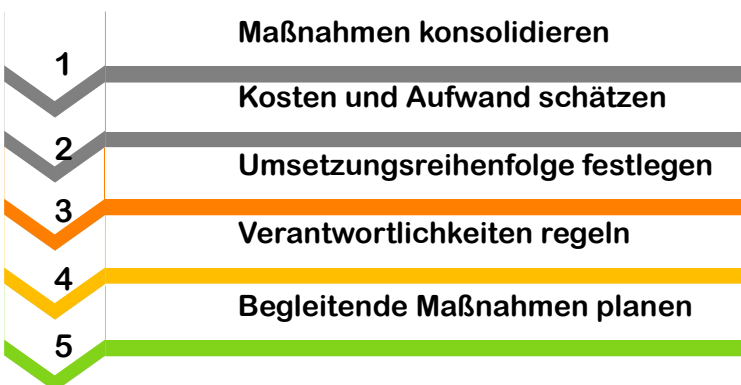 Maßnahmen konsolidieren
1
Kosten und Aufwand schätzen
2
Umsetzungsreihenfolge festlegen
3
Verantwortlichkeiten regeln
4
Begleitende Maßnahmen planen
5